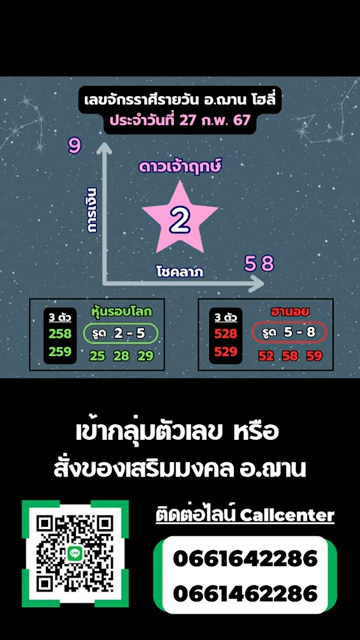 เลขจักรราศีรายวัน อ.ฌาน โฮลี่
ประจำวันที่ 27 ก.พ. 67
9
ดาวเจ้าฤกษ์
การเงิน
2
โชคลาภ
5 8
3 ตัว
258
259
หุ้นรอบโลก
รูด 2 - 5
25 28 29
3 ตัว
528
529
ฮานอย
รูด 5 - 8
52 58 59
เข้ากลุ่มตัวเลข หรือ
สั่งของเสริมมงคล อ.ฌาน
ติดต่อไลน์ Callcenter
0661642286
0661462286